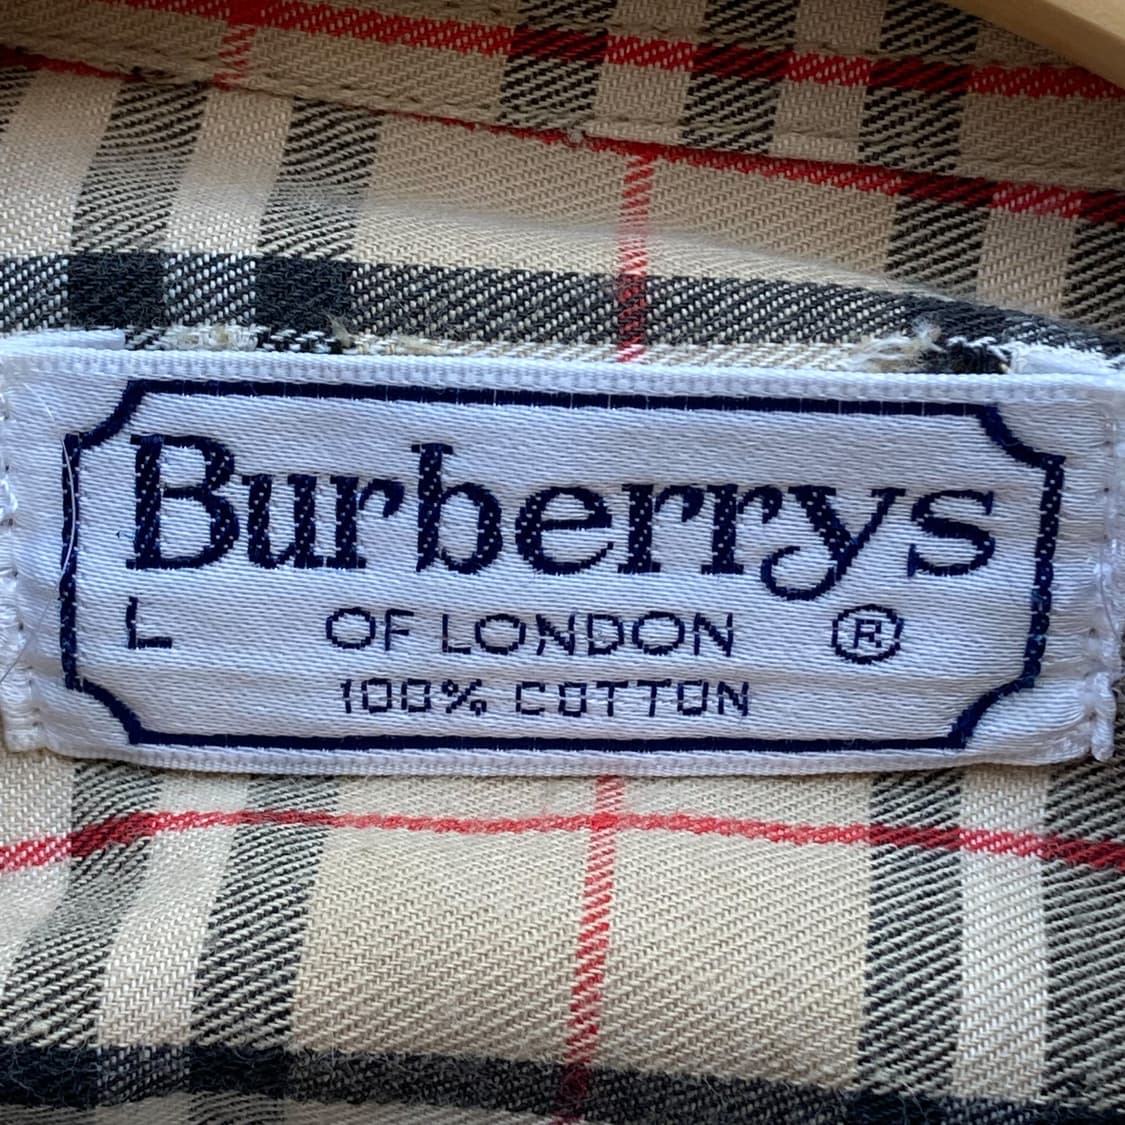 Burberrys
L OF LONDON ®
100% COTTON